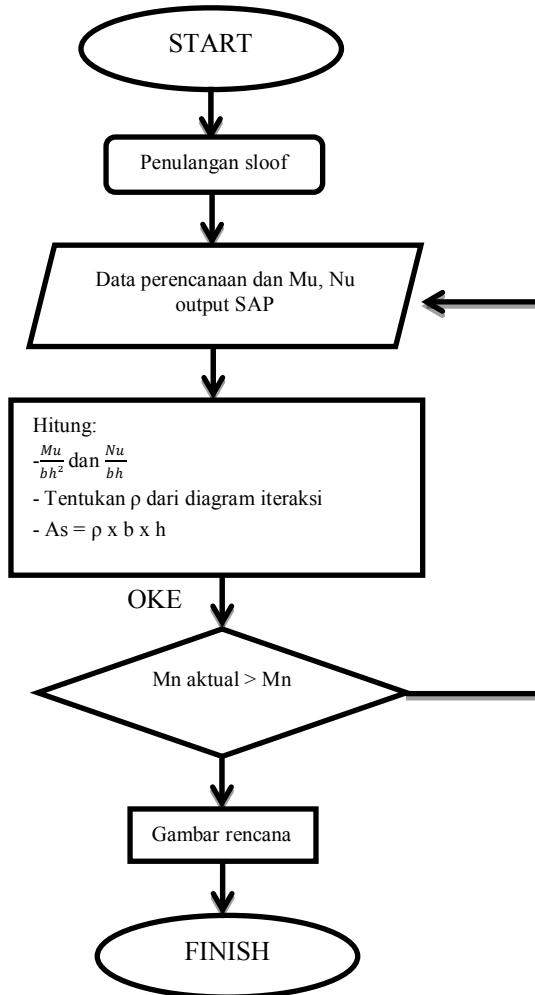 START
Penulangan sloof
Data perencanaan dan Mu, Nu
output SAP
Hitung:
-Mu/bh² dan Nu/bh
- Tentukan ρ dari diagram iteraksi
- As = ρ x b x h
OKE
Mn aktual > Mn
Gambar rencana
FINISH